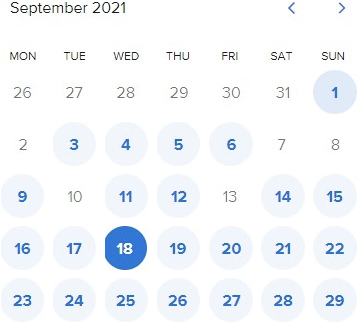 September 2021
MON TUE WED THU FRI SAT SUN
26 27 28 29 30 31 1
2 3 4 5 6 7 8
9 10 11 12 13 14 15
16 17 18 19 20 21 22
23 24 25 26 27 28 29